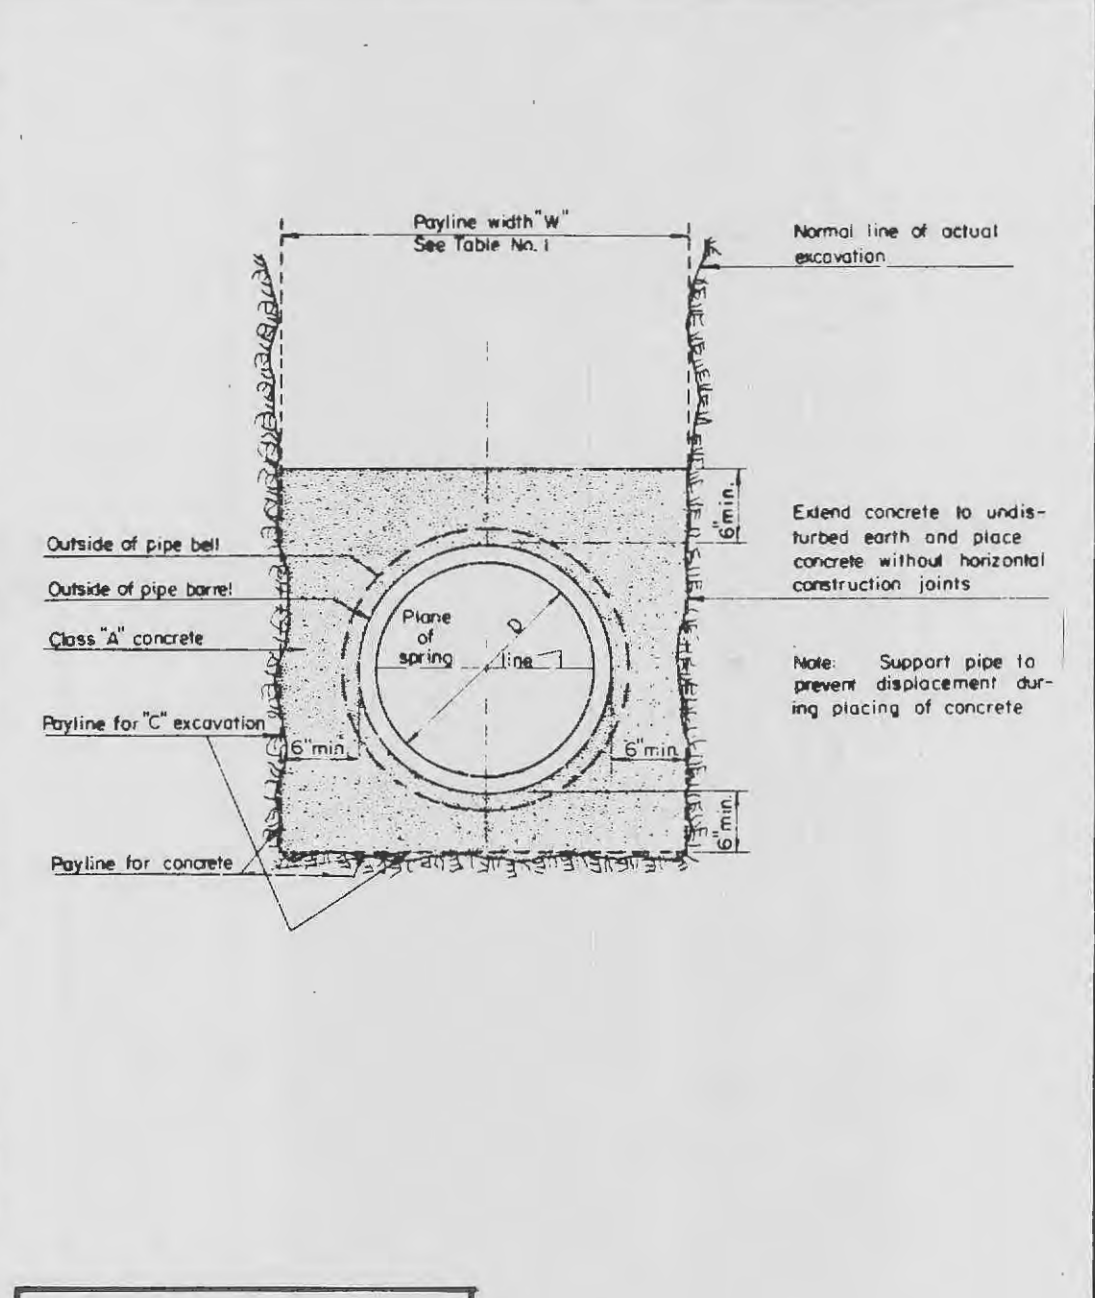 Payline width "W"
See Table No. 1
Normal line of actual
excavation
6" min.
Extend concrete to undis-
turbed earth and place
concrete without horizontal
construction joints
Outside of pipe bell
Outside of pipe barrel
Class "A" concrete
Plane
of
spring line
D
Note: Support pipe to
prevent displacement dur-
ing placing of concrete
Payline for "C" excavation
6" min.
6" min.
6" min.
Payline for concrete